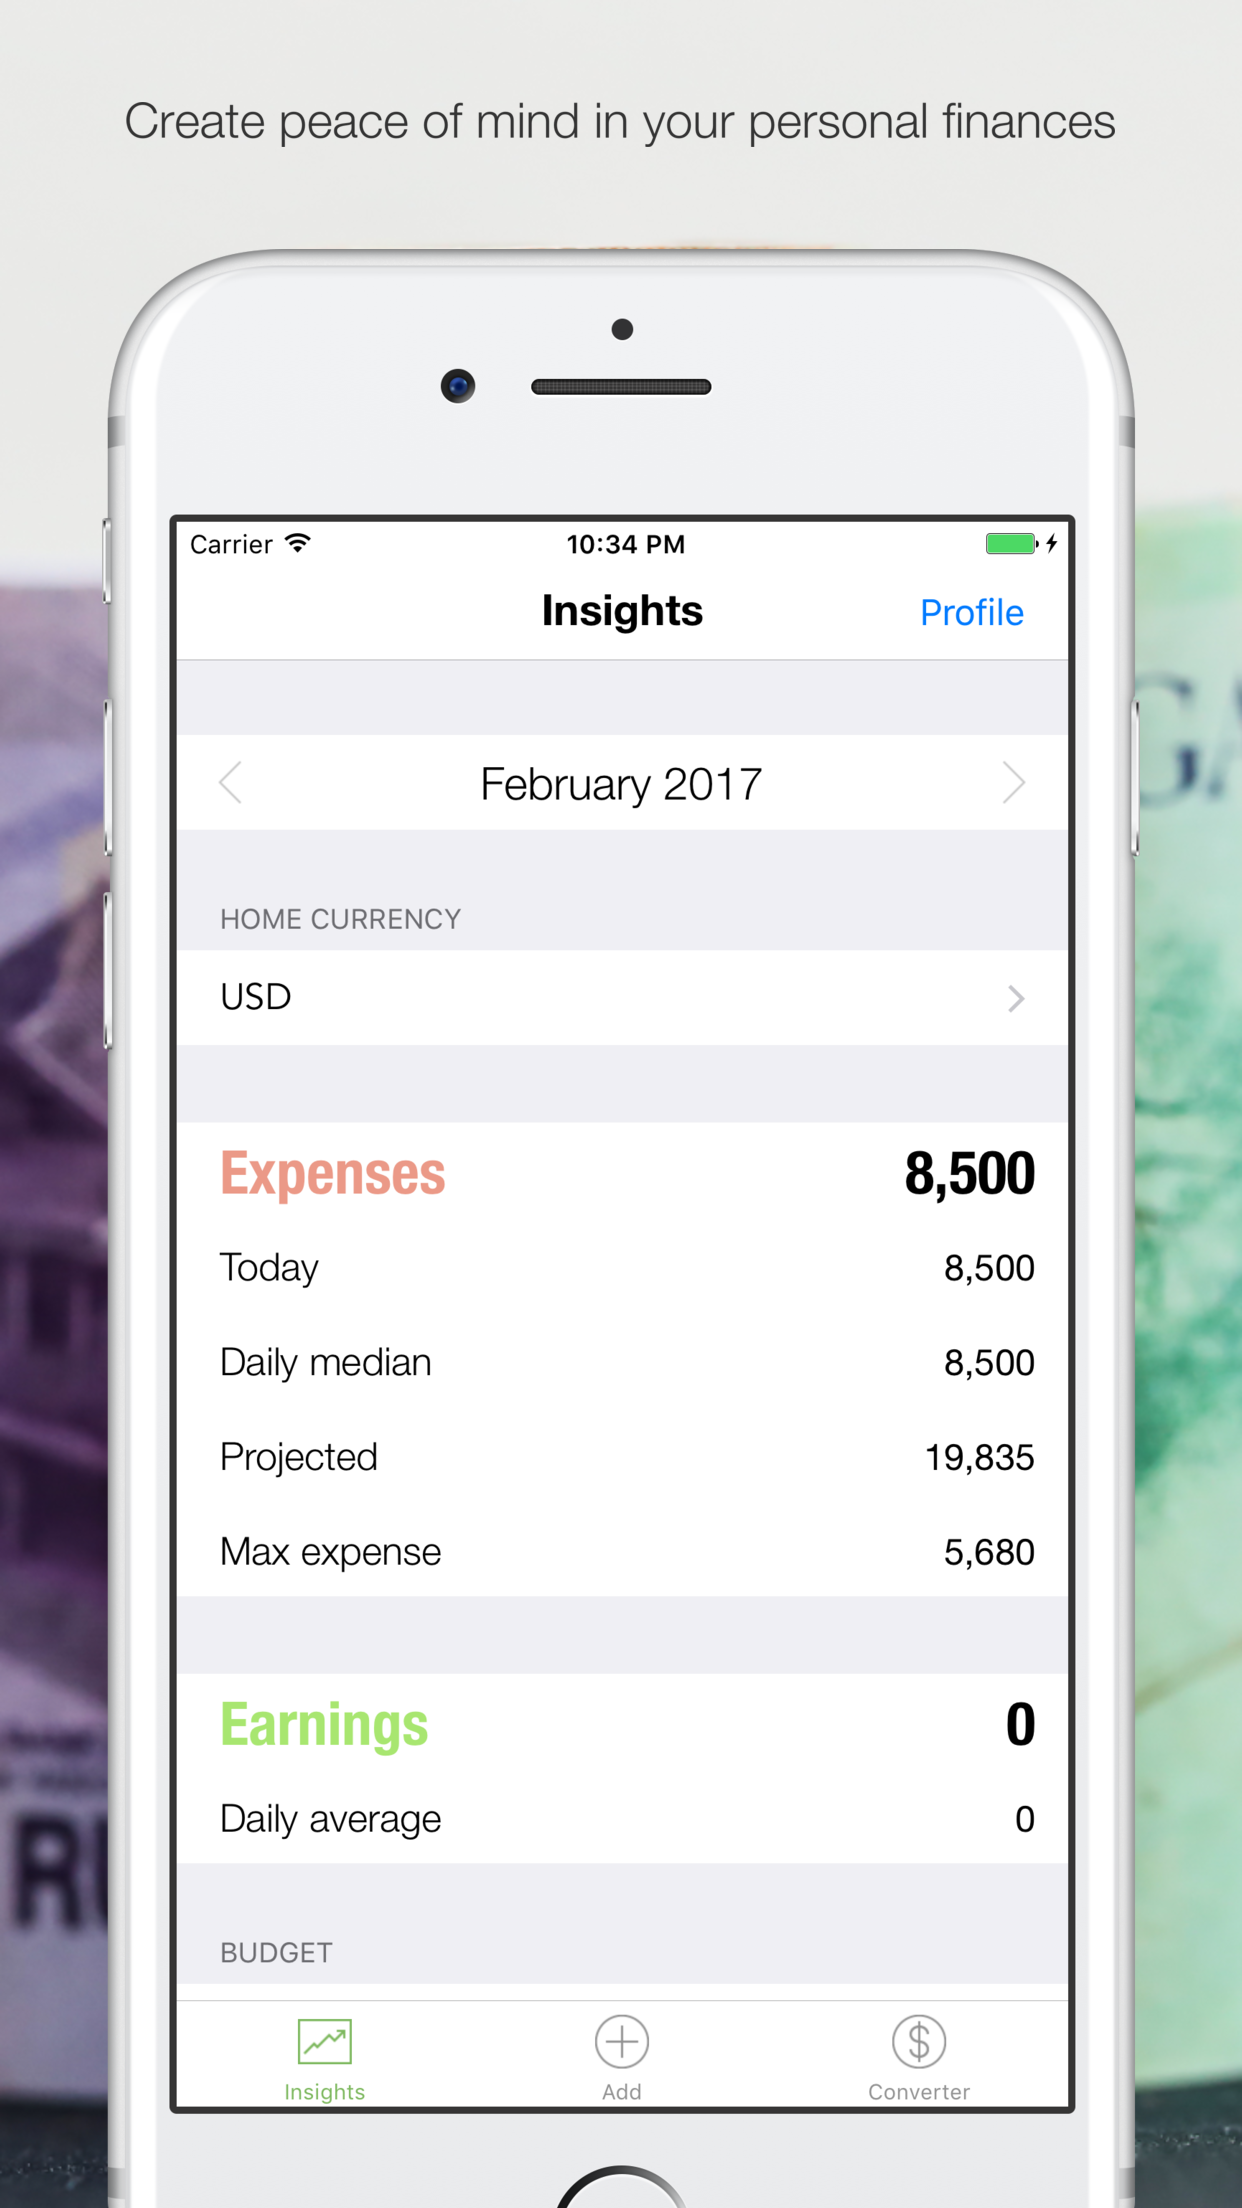 Create peace of mind in your personal finances
Carrier 10:34 PM
Insights Profile
February 2017
HOME CURRENCY
USD
Expenses 8,500
Today 8,500
Daily median 8,500
Projected 19,835
Max expense 5,680
Earnings 0
Daily average 0
BUDGET
Insights Add Converter